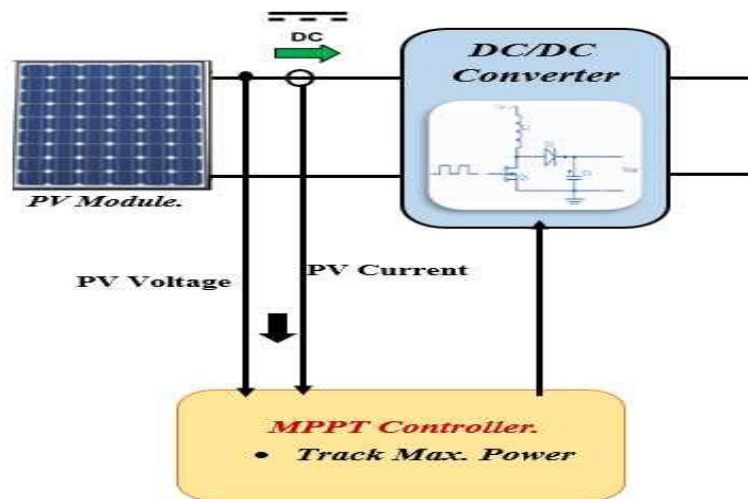 DC
DC/DC
Converter
PV Module.
PV Voltage
PV Current
MPPT Controller.
• Track Max. Power